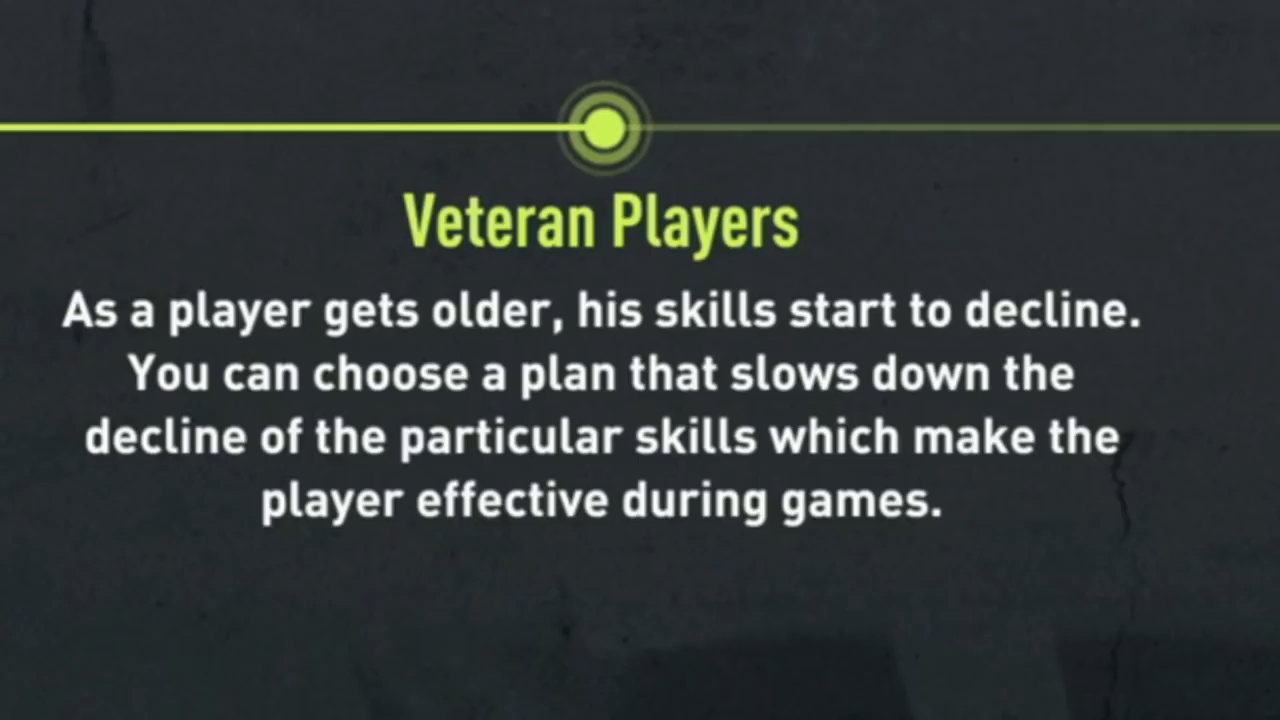 Veteran Players
As a player gets older, his skills start to decline.
You can choose a plan that slows down the
decline of the particular skills which make the
player effective during games.